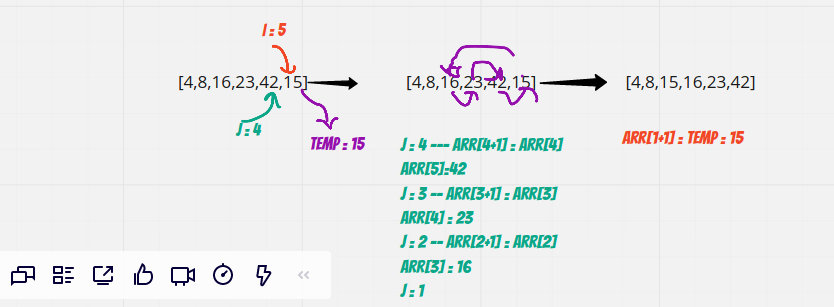 I : 5
[4,8,16,23,42,15]
J : 4
TEMP : 15
[4,8,16,23,42,15]
J : 4 --- ARR[4+1] : ARR[4]
ARR[5]:42
J : 3 -- ARR[3+1] : ARR[3]
ARR[4] : 23
J : 2 -- ARR[2+1] : ARR[2]
ARR[3] : 16
J : 1
[4,8,15,16,23,42]
ARR[1+1] : TEMP : 15